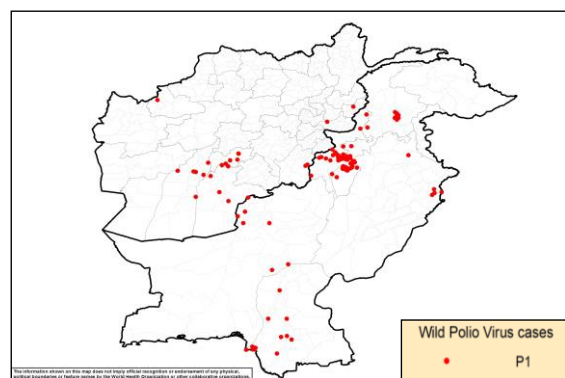 Wild Polio Virus cases
P1
The information shown on this map does not imply official recognition or endorsement of any physical,
political boundaries or feature names by the World Health Organization or other collaborative organizations.